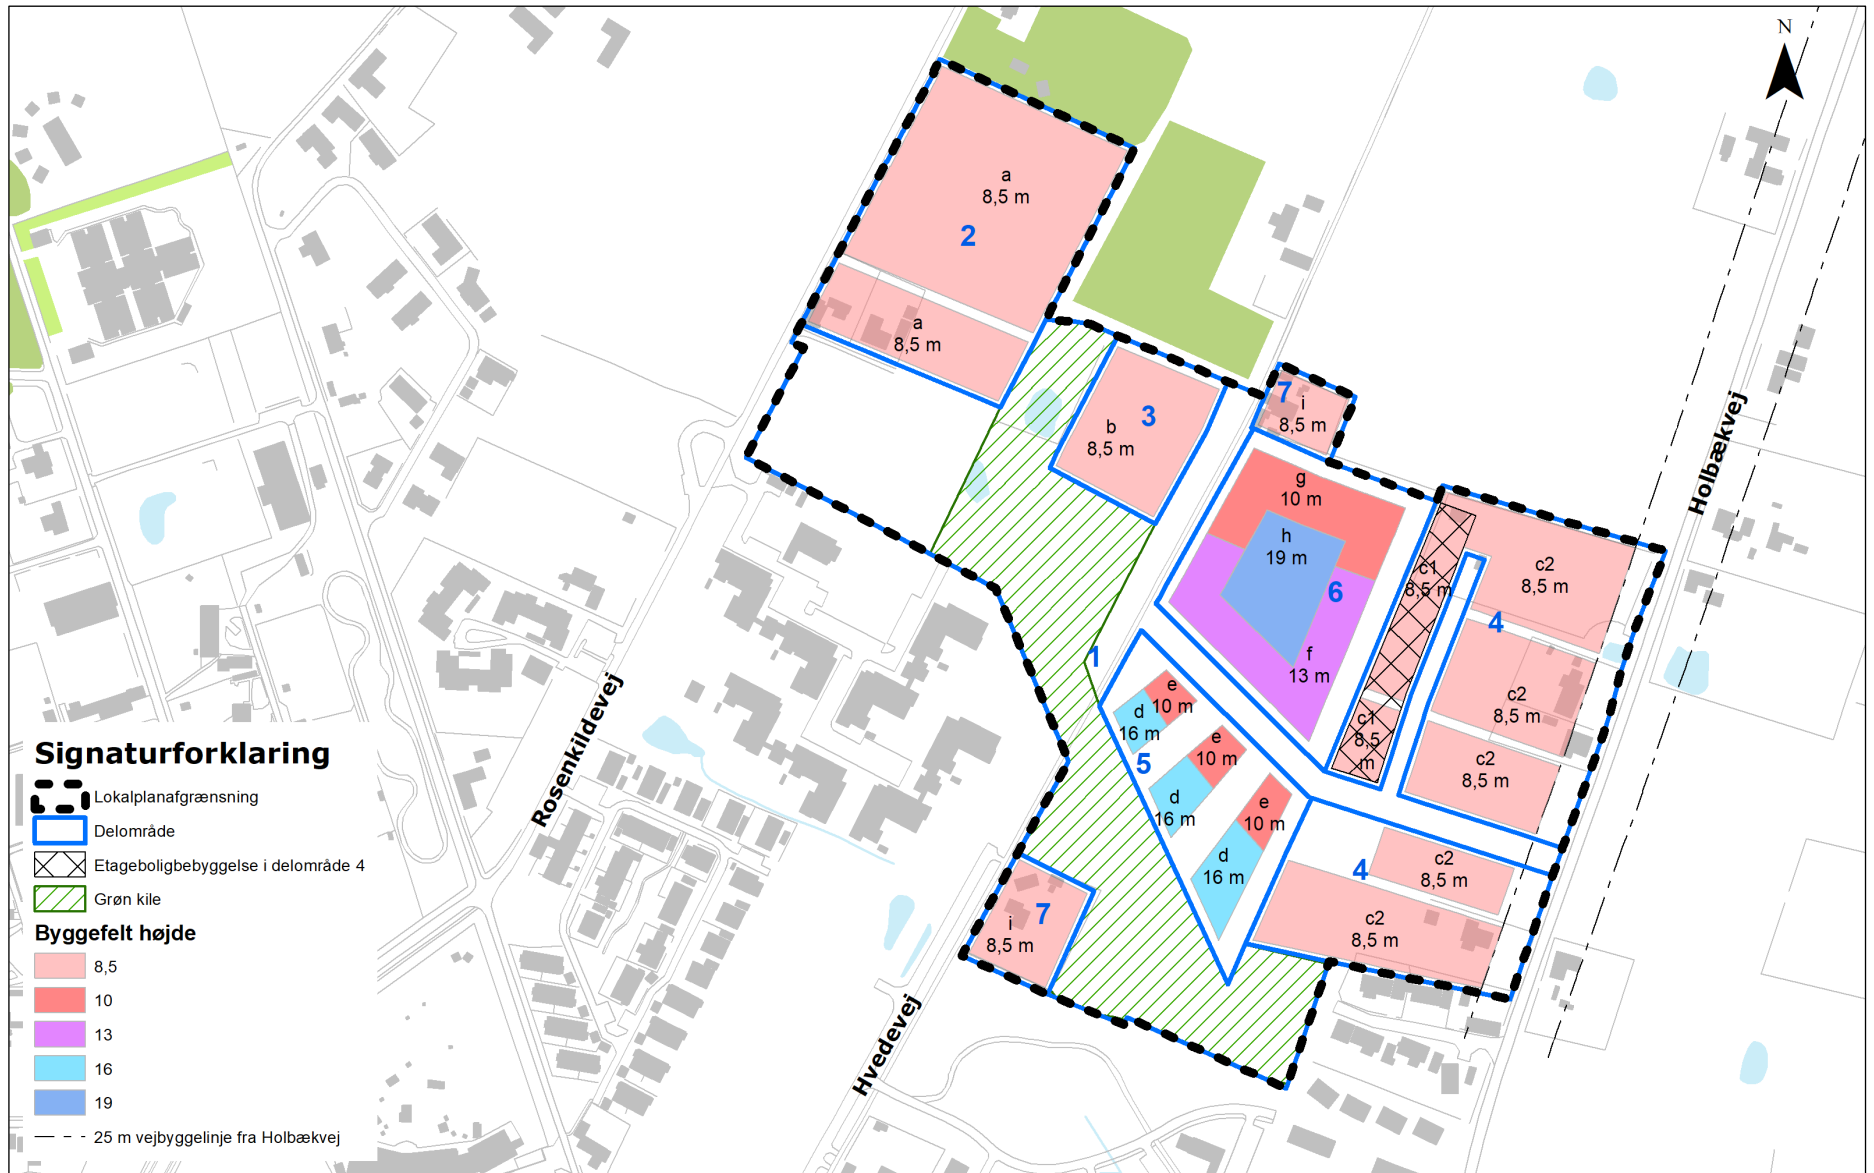 N
a
8,5 m
2
a
8,5 m
7
i
8,5 m
3
b
8,5 m
Holbækvej
g
10 m
h
19 m
6
c1
8,5 m
c2
8,5 m
4
f
13 m
1
e
10 m
d
16 m
c2
8,5 m
c1
8,5
m
e
10 m
5
c2
8,5 m
d
16 m
e
10 m
d
16 m
4
c2
8,5 m
c2
8,5 m
7
i
8,5 m
Rosenkildevej
Hvedevej
Signaturforklaring
Lokalplanafgrænsning
Delområde
Etageboligbebyggelse i delområde 4
Grøn kile
Byggefelt højde
8,5
10
13
16
19
25 m vejbyggelinje fra Holbækvej